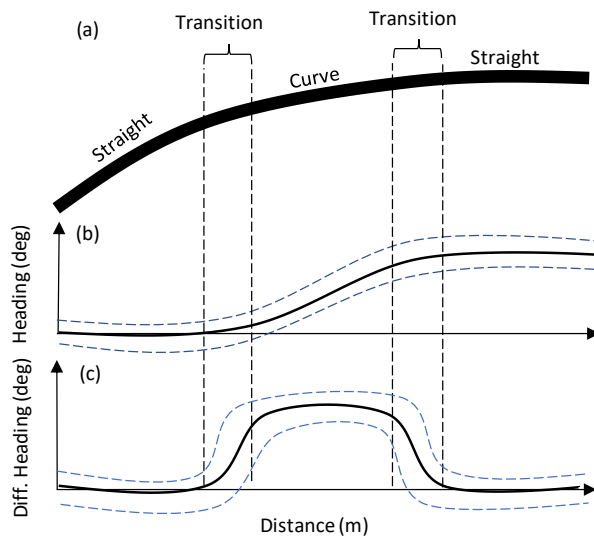 Transition
Transition
(a)
Straight
Curve
Straight
(b)
Heading (deg)
(c)
Diff. Heading (deg)
Distance (m)